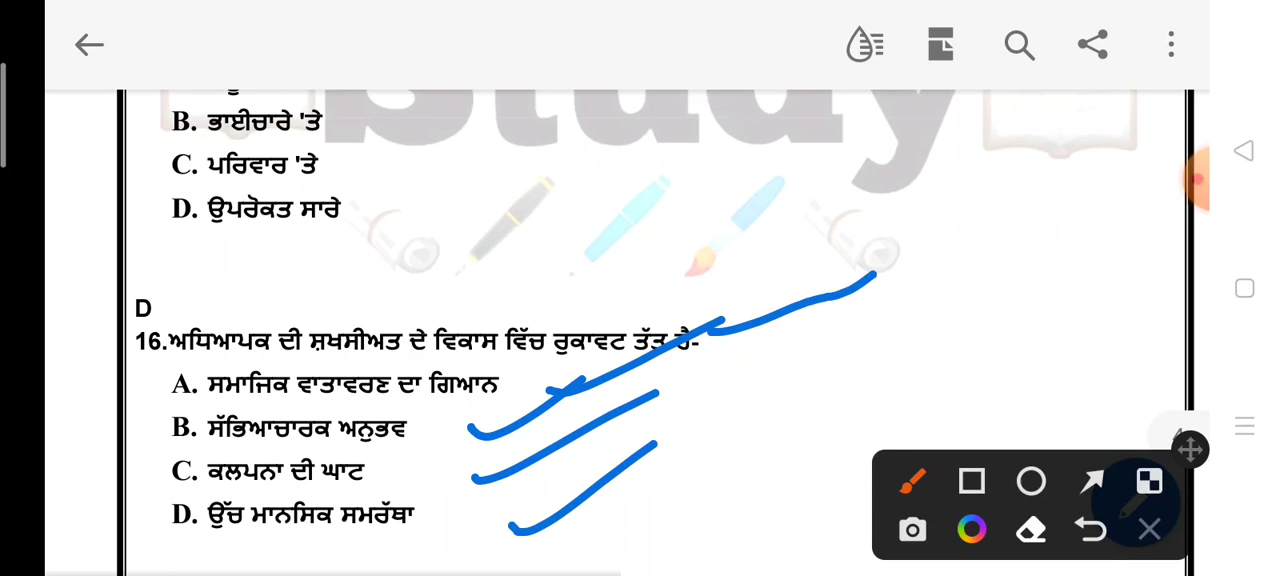 Study
B. ਭਾਈਚਾਰੇ 'ਤੇ
C. ਪਰਿਵਾਰ 'ਤੇ
D. ਉਪਰੋਕਤ ਸਾਰੇ
D
16.ਅਧਿਆਪਕ ਦੀ ਸ਼ਖਸੀਅਤ ਦੇ ਵਿਕਾਸ ਵਿੱਚ ਰੁਕਾਵਟ ਤੱਤ ਹੈ-
A. ਸਮਾਜਿਕ ਵਾਤਾਵਰਣ ਦਾ ਗਿਆਨ
B. ਸੱਭਿਆਚਾਰਕ ਅਨੁਭਵ
C. ਕਲਪਨਾ ਦੀ ਘਾਟ
D. ਉੱਚ ਮਾਨਸਿਕ ਸਮਰੱਥਾ